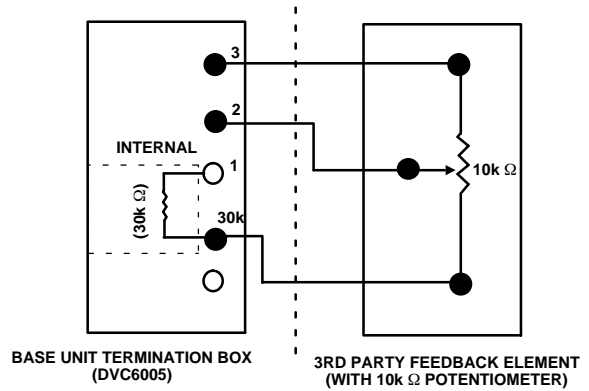 3
2
INTERNAL
1
(30k Ω)
30k
10k Ω
BASE UNIT TERMINATION BOX
(DVC6005)
3RD PARTY FEEDBACK ELEMENT
(WITH 10k Ω POTENTIOMETER)